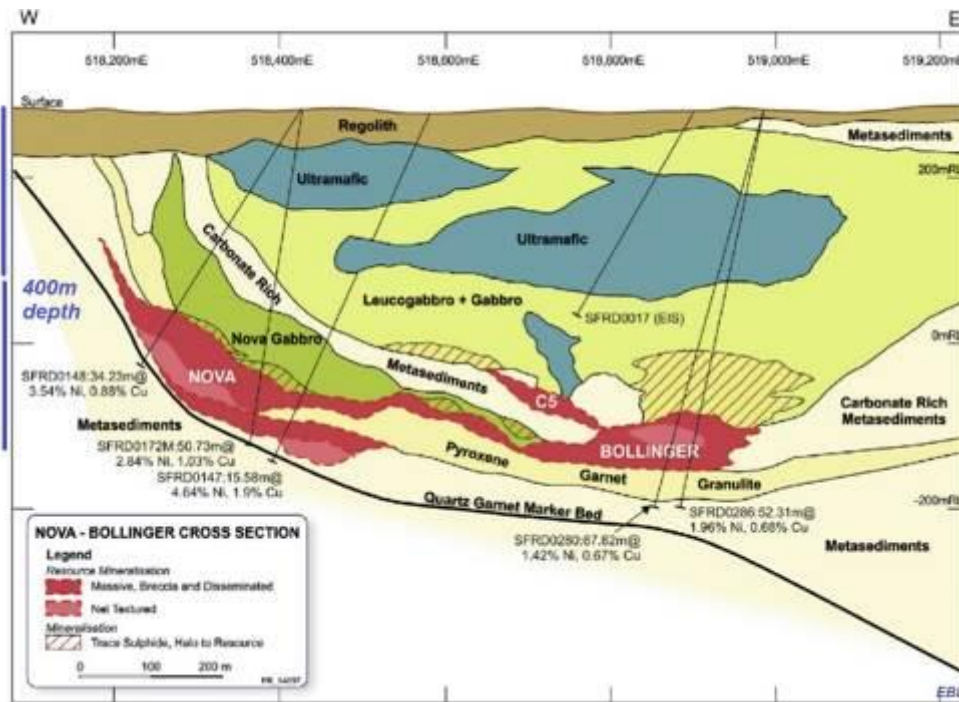 W
E
518,200mE 518,400mE 518,600mE 518,800mE 519,000mE 519,200mE
Surface
Regolith
Metasediments
200mRL
Ultramafic
Ultramafic
Carbonate Rich
400m
depth
Leucogabbro + Gabbro
SFRD0017 (EIS)
0mRL
Nova Gabbro
NOVA
SFRD0148:34.23m@
3.54% Ni, 0.88% Cu
Metasediments
C5
Carbonate Rich
Metasediments
Metasediments
BOLLINGER
SFRD0172M:50.73m@
2.84% Ni, 1.03% Cu
Pyroxene
Garnet
Granulite
SFRD0147:15.58m@
4.64% Ni, 1.9% Cu
Quartz Garnet Marker Bed
-200mRL
SFRD0286:52.31m@
1.96% Ni, 0.68% Cu
SFRD0280:67.62m@
1.42% Ni, 0.67% Cu
Metasediments
NOVA - BOLLINGER CROSS SECTION
Legend
Resource Mineralisation
Massive, Breccia and Disseminated
Net Textured
Mineralisation
Trace Sulphide, Halo to Resource
0 100 200 m